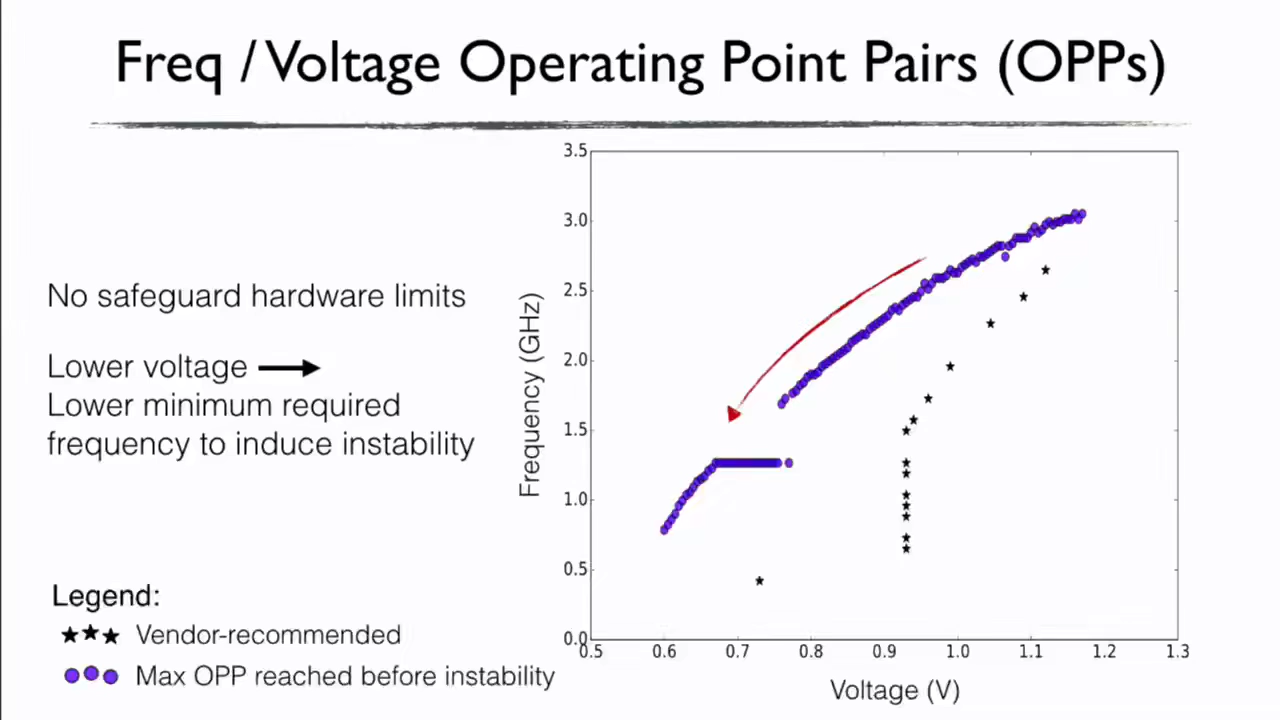 Freq / Voltage Operating Point Pairs (OPPs)
No safeguard hardware limits
Lower voltage
Lower minimum required
frequency to induce instability
Legend:
Vendor-recommended
Max OPP reached before instability
Frequency (GHz)
3.5
3.0
2.5
2.0
1.5
1.0
0.5
0.0
0.5 0.6 0.7 0.8 0.9 1.0 1.1 1.2 1.3
Voltage (V)